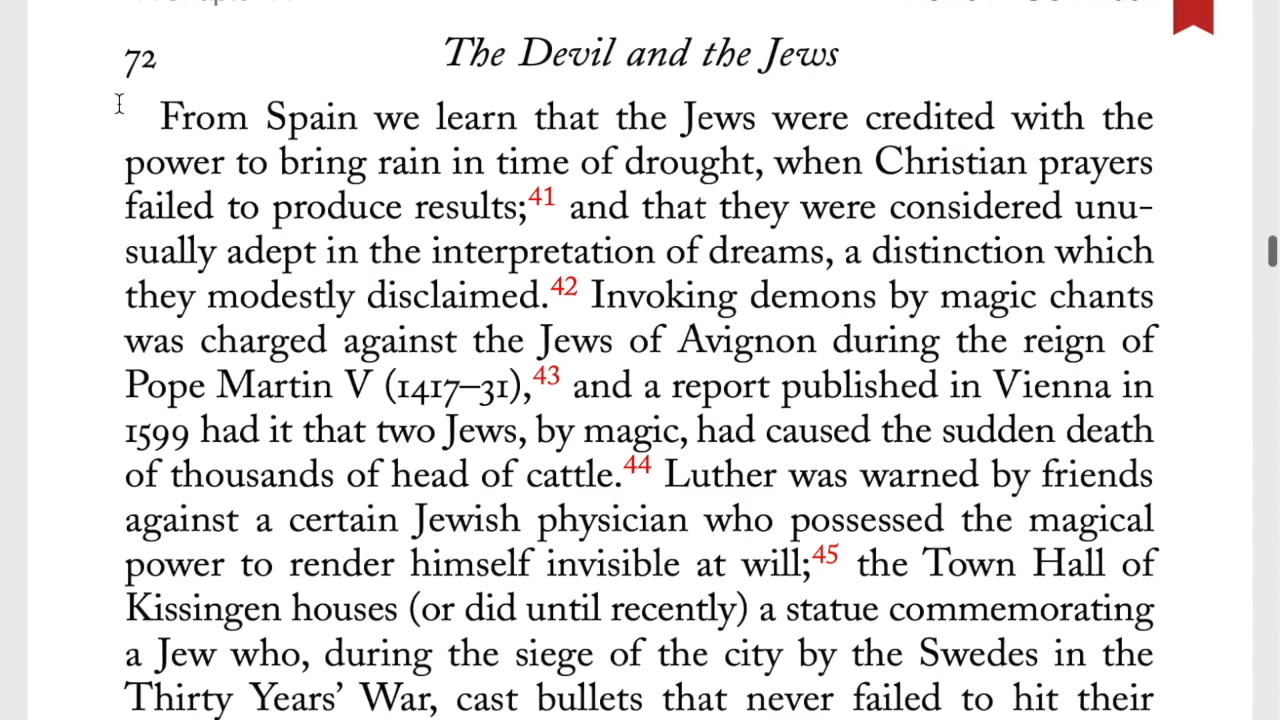 72
The Devil and the Jews
From Spain we learn that the Jews were credited with the
power to bring rain in time of drought, when Christian prayers
failed to produce results;41 and that they were considered unu-
sually adept in the interpretation of dreams, a distinction which
they modestly disclaimed.42 Invoking demons by magic chants
was charged against the Jews of Avignon during the reign of
Pope Martin V (1417–31),43 and a report published in Vienna in
1599 had it that two Jews, by magic, had caused the sudden death
of thousands of head of cattle.44 Luther was warned by friends
against a certain Jewish physician who possessed the magical
power to render himself invisible at will;45 the Town Hall of
Kissingen houses (or did until recently) a statue commemorating
a Jew who, during the siege of the city by the Swedes in the
Thirty Years’ War, cast bullets that never failed to hit their